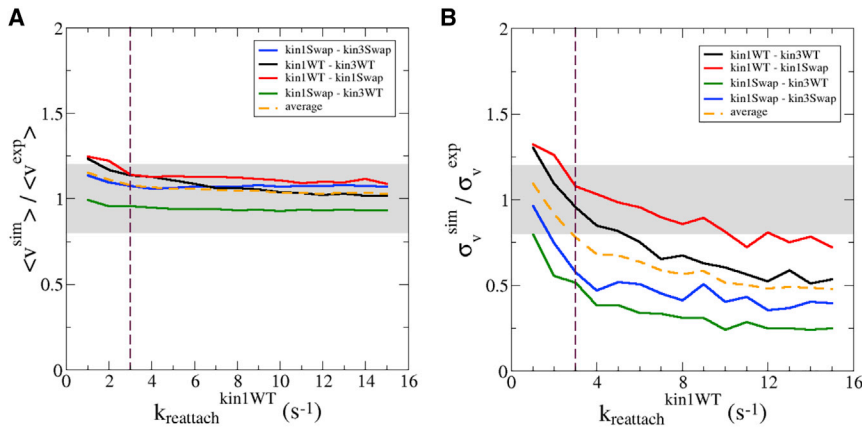 A
2
1.5
1
0.5
0
<v^sim> / <v^exp>
kin1Swap - kin3Swap
kin1WT - kin3WT
kin1WT - kin1Swap
kin1Swap - kin3WT
average
0 2 4 6 8 10 12 14 16
k_reattach^kin1WT (s^-1)
B
2
1.5
1
0.5
0
σ_v^sim / σ_v^exp
kin1WT - kin3WT
kin1WT - kin1Swap
kin1Swap - kin3WT
kin1Swap - kin3Swap
average
0 4 8 12 16
k_reattach^kin1WT (s^-1)